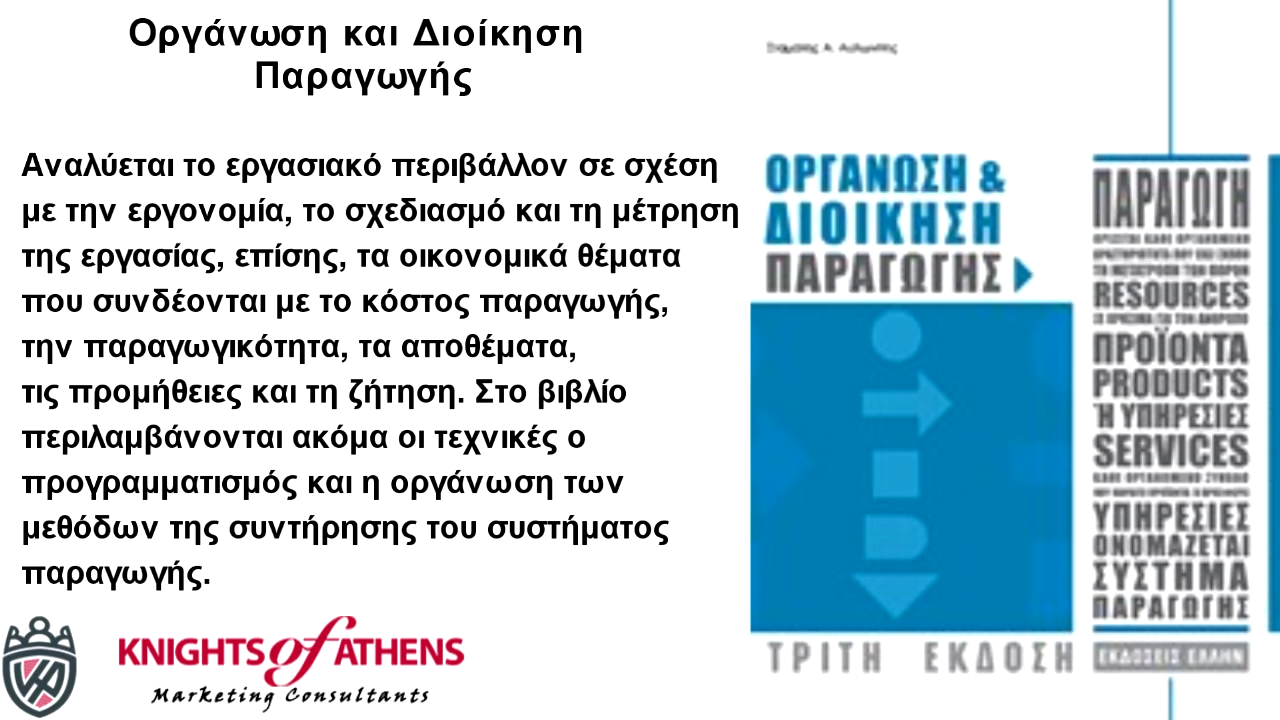 Οργάνωση και Διοίκηση
Παραγωγής
Αναλύεται το εργασιακό περιβάλλον σε σχέση
με την εργονομία, το σχεδιασμό και τη μέτρηση
της εργασίας, επίσης, τα οικονομικά θέματα
που συνδέονται με το κόστος παραγωγής,
την παραγωγικότητα, τα αποθέματα,
τις προμήθειες και τη ζήτηση. Στο βιβλίο
περιλαμβάνονται ακόμα οι τεχνικές ο
προγραμματισμός και η οργάνωση των
μεθόδων της συντήρησης του συστήματος
παραγωγής.
KNIGHTS of ATHENS
Marketing Consultants
ΟΡΓΑΝΩΣΗ &
ΔΙΟΙΚΗΣΗ
ΠΑΡΑΓΩΓΗΣ
ΤΡΙΤΗ ΕΚΔΟΣΗ
ΠΑΡΑΓΩΓΗ
RESOURCES
ΠΡΟΪΟΝΤΑ
PRODUCTS
Ή ΥΠΗΡΕΣΙΕΣ
SERVICES
ΥΠΗΡΕΣΙΕΣ
ΟΝΟΜΑΖΕΤΑΙ
ΣΥΣΤΗΜΑ
ΠΑΡΑΓΩΓΗΣ
ΕΚΔΟΣΕΙΣ ΕΛΛΗΝ